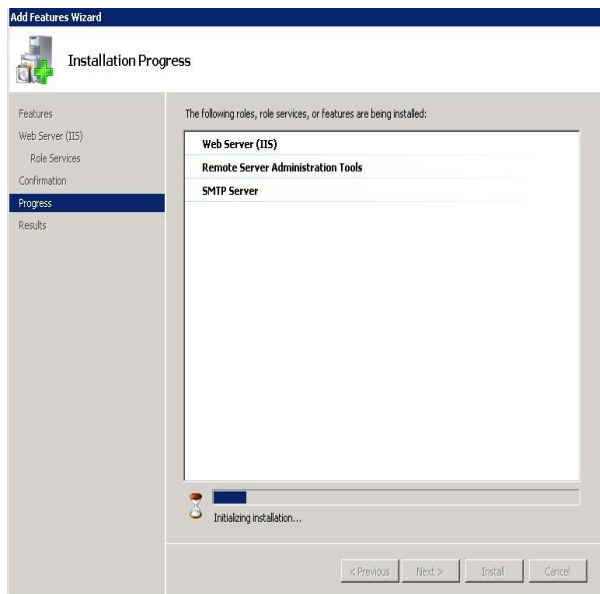 Add Features Wizard
Installation Progress
Features
Web Server (IIS)
Role Services
Confirmation
Progress
Results
The following roles, role services, or features are being installed:
Web Server (IIS)
Remote Server Administration Tools
SMTP Server
Initializing installation...
< Previous
Next >
Install
Cancel